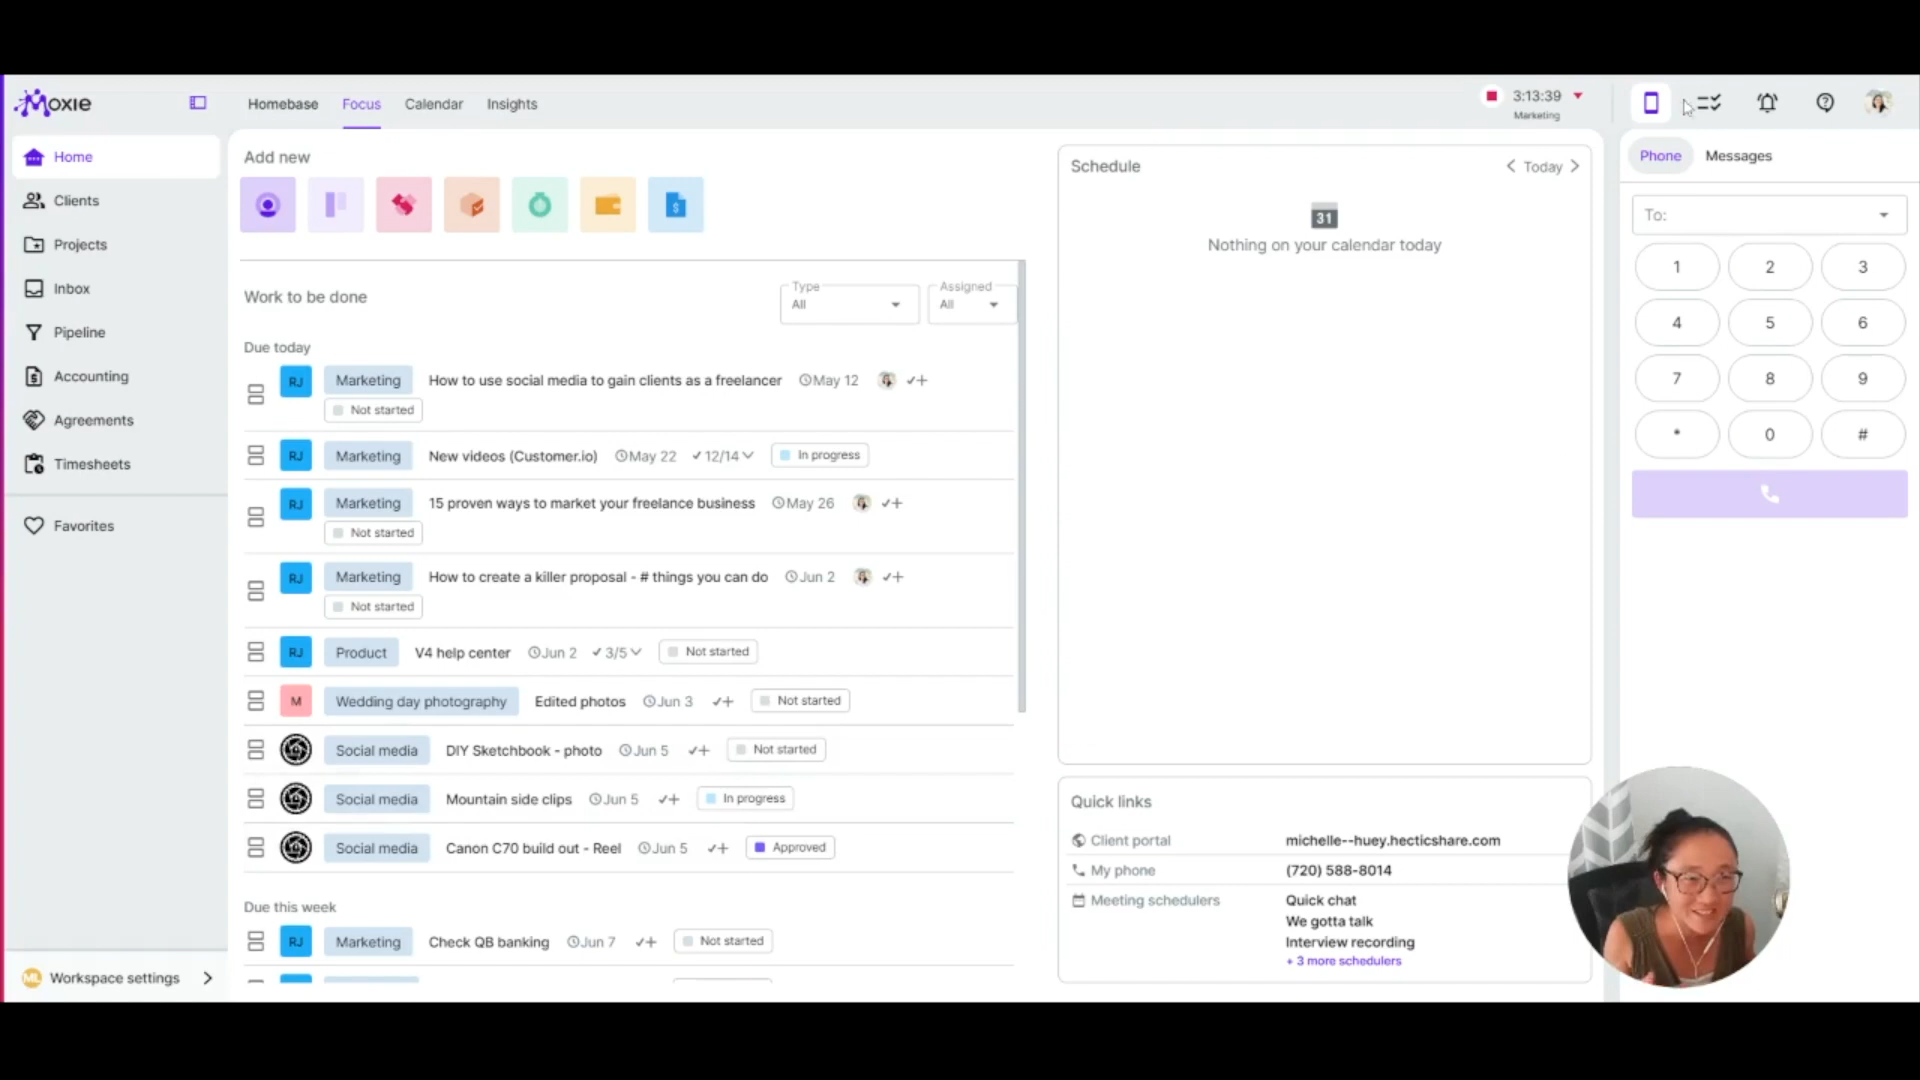 Moxie
Homebase Focus Calendar Insights
3:13:39
Marketing
Home
Clients
Projects
Inbox
Pipeline
Accounting
Agreements
Timesheets
Favorites
ML Workspace settings
Add new
Work to be done
Type
All
Assigned
All
Due today
RJ Marketing How to use social media to gain clients as a freelancer May 12
Not started
RJ Marketing New videos (Customer.io) May 22 12/14 In progress
RJ Marketing 15 proven ways to market your freelance business May 26
Not started
RJ Marketing How to create a killer proposal - # things you can do Jun 2
Not started
RJ Product V4 help center Jun 2 3/5 Not started
M Wedding day photography Edited photos Jun 3 Not started
Social media DIY Sketchbook - photo Jun 5 Not started
Social media Mountain side clips Jun 5 In progress
Social media Canon C70 build out - Reel Jun 5 Approved
Due this week
RJ Marketing Check QB banking Jun 7 Not started
Schedule
< Today >
31
Nothing on your calendar today
Quick links
Client portal michelle--huey.hecticshare.com
My phone (720) 588-8014
Meeting schedulers Quick chat
We gotta talk
Interview recording
+ 3 more schedulers
Phone Messages
To:
1 2 3
4 5 6
7 8 9
* 0 #